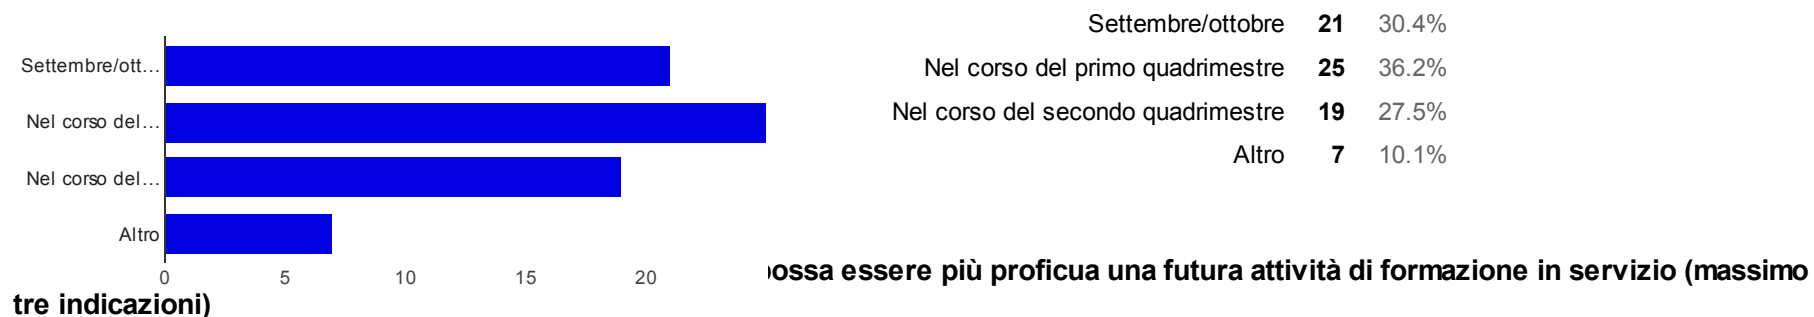 Settembre/ottobre 21 30.4%
Nel corso del primo quadrimestre 25 36.2%
Nel corso del secondo quadrimestre 19 27.5%
Altro 7 10.1%
Settembre/ott…
Nel corso del…
Nel corso del…
Altro
0 5 10 15 20
essere più proficua una futura attività di formazione in servizio (massimo
tre indicazioni)